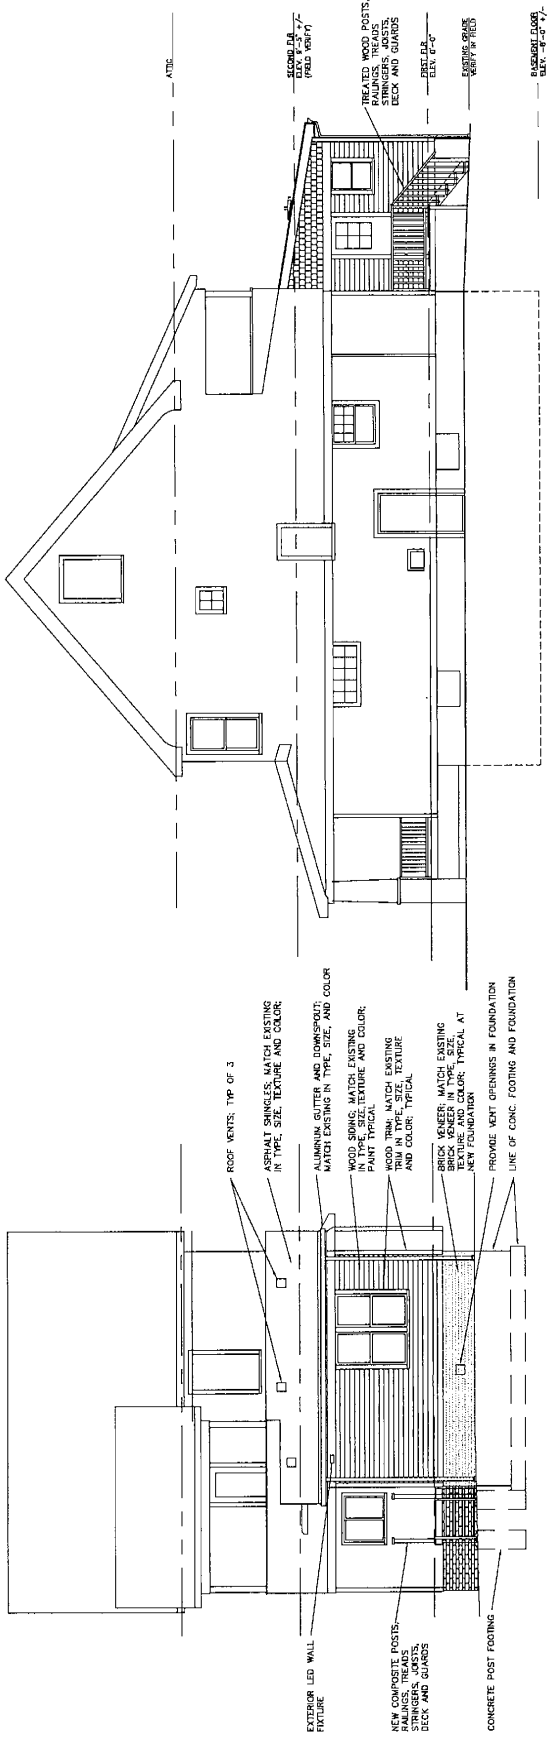 ATTIC
SECOND FLR
ELEV. 9'-5" +/-
(FIELD VERIFY)
TREATED WOOD POSTS,
RAILINGS, TREADS
STRINGERS, JOISTS,
DECK AND GUARDS
FIRST FLR
ELEV. 0'-0"
EXISTING GRADE
VERIFY IN FIELD
BASEMENT FLOOR
ELEV. -8'-0" +/-
ROOF VENTS; TYP OF 3
ASPHALT SHINGLES; MATCH EXISTING
IN TYPE, SIZE, TEXTURE AND COLOR;
ALUMINUM GUTTER AND DOWNSPOUT;
MATCH EXISTING IN TYPE, SIZE, AND COLOR
WOOD SIDING; MATCH EXISTING
IN TYPE, SIZE,TEXTURE AND COLOR;
PAINT TYPICAL
WOOD TRIM; MATCH EXISTING
TRIM IN TYPE, SIZE, TEXTURE
AND COLOR; TYPICAL
BRICK VENEER; MATCH EXISTING
BRICK VENEER IN TYPE, SIZE,
TEXTURE AND COLOR; TYPICAL AT
NEW FOUNDATION
PROVIDE VENT OPENINGS IN FOUNDATION
LINE OF CONC. FOOTING AND FOUNDATION
EXTERIOR LED WALL
FIXTURE
NEW COMPOSITE POSTS,
RAILINGS, TREADS
STRINGERS, JOISTS,
DECK AND GUARDS
CONCRETE POST FOOTING